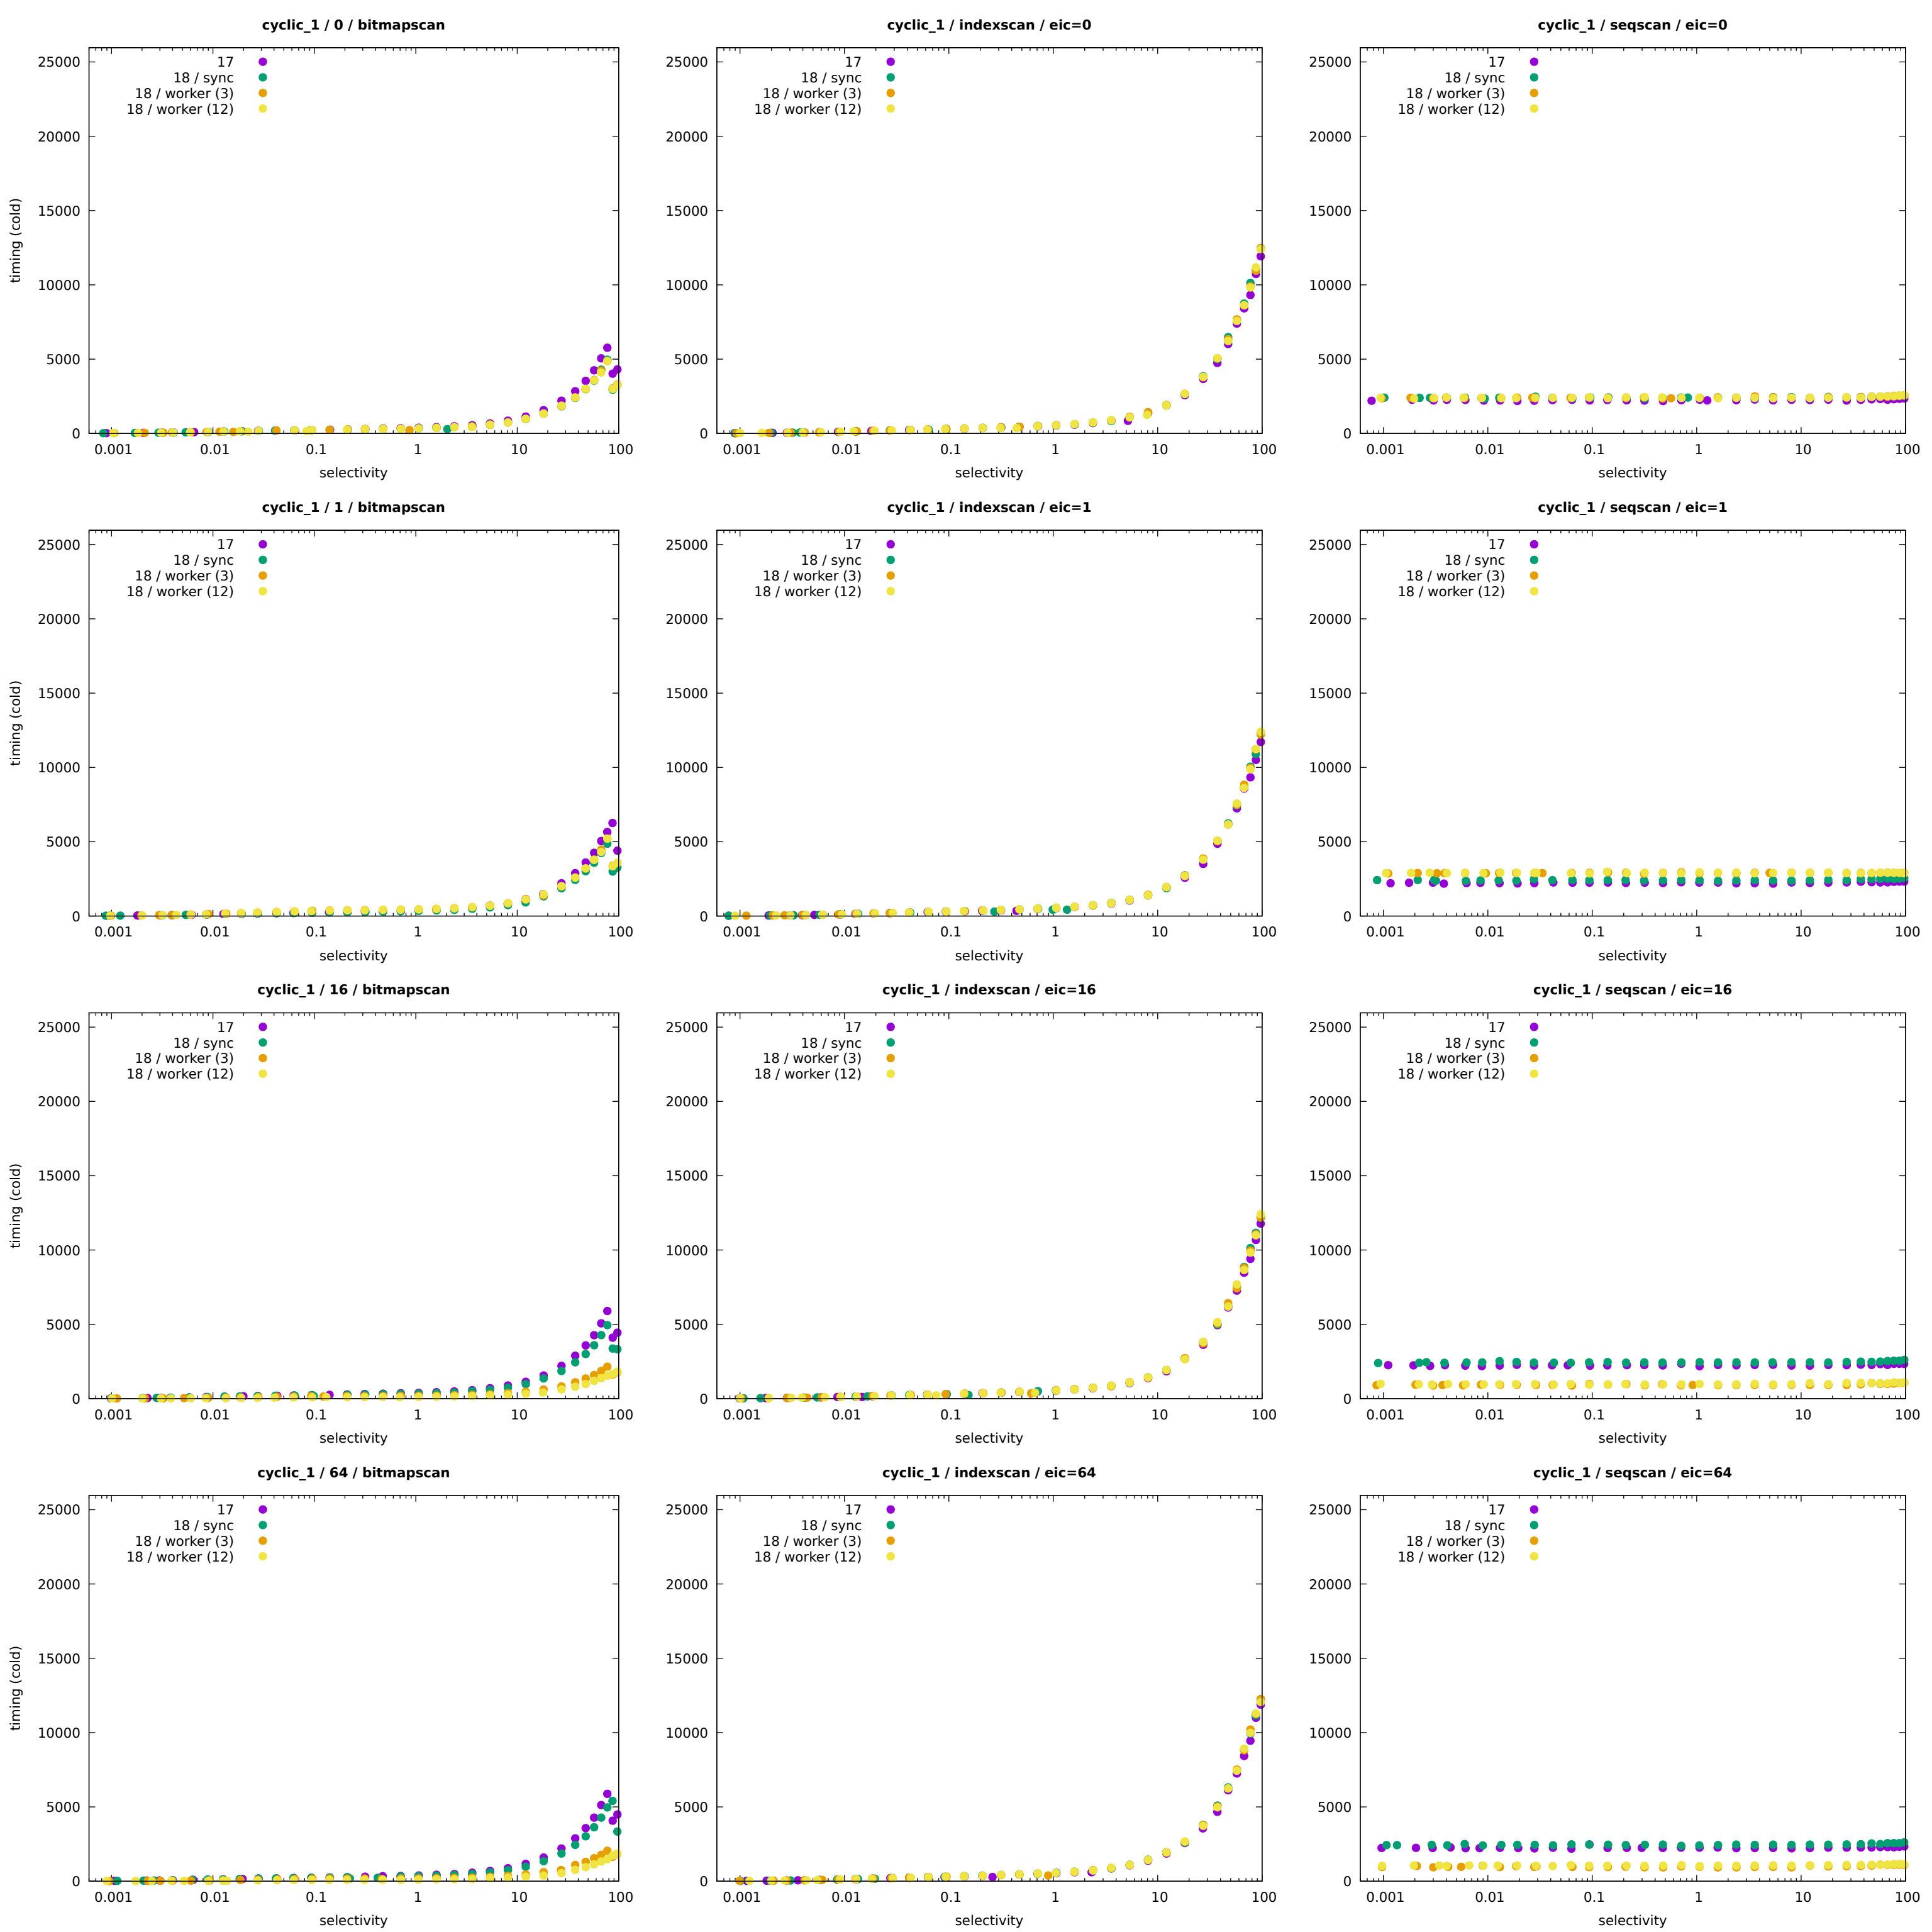 cyclic_1 / 0 / bitmapscan
25000
20000
15000
10000
5000
0
timing (cold)
17
18 / sync
18 / worker (3)
18 / worker (12)
0.001 0.01 0.1 1 10 100
selectivity
cyclic_1 / indexscan / eic=0
25000
20000
15000
10000
5000
0
17
18 / sync
18 / worker (3)
18 / worker (12)
0.001 0.01 0.1 1 10 100
selectivity
cyclic_1 / seqscan / eic=0
25000
20000
15000
10000
5000
0
17
18 / sync
18 / worker (3)
18 / worker (12)
0.001 0.01 0.1 1 10 100
selectivity
cyclic_1 / 1 / bitmapscan
25000
20000
15000
10000
5000
0
timing (cold)
17
18 / sync
18 / worker (3)
18 / worker (12)
0.001 0.01 0.1 1 10 100
selectivity
cyclic_1 / indexscan / eic=1
25000
20000
15000
10000
5000
0
17
18 / sync
18 / worker (3)
18 / worker (12)
0.001 0.01 0.1 1 10 100
selectivity
cyclic_1 / seqscan / eic=1
25000
20000
15000
10000
5000
0
17
18 / sync
18 / worker (3)
18 / worker (12)
0.001 0.01 0.1 1 10 100
selectivity
cyclic_1 / 16 / bitmapscan
25000
20000
15000
10000
5000
0
timing (cold)
17
18 / sync
18 / worker (3)
18 / worker (12)
0.001 0.01 0.1 1 10 100
selectivity
cyclic_1 / indexscan / eic=16
25000
20000
15000
10000
5000
0
17
18 / sync
18 / worker (3)
18 / worker (12)
0.001 0.01 0.1 1 10 100
selectivity
cyclic_1 / seqscan / eic=16
25000
20000
15000
10000
5000
0
17
18 / sync
18 / worker (3)
18 / worker (12)
0.001 0.01 0.1 1 10 100
selectivity
cyclic_1 / 64 / bitmapscan
25000
20000
15000
10000
5000
0
timing (cold)
17
18 / sync
18 / worker (3)
18 / worker (12)
0.001 0.01 0.1 1 10 100
selectivity
cyclic_1 / indexscan / eic=64
25000
20000
15000
10000
5000
0
17
18 / sync
18 / worker (3)
18 / worker (12)
0.001 0.01 0.1 1 10 100
selectivity
cyclic_1 / seqscan / eic=64
25000
20000
15000
10000
5000
0
17
18 / sync
18 / worker (3)
18 / worker (12)
0.001 0.01 0.1 1 10 100
selectivity